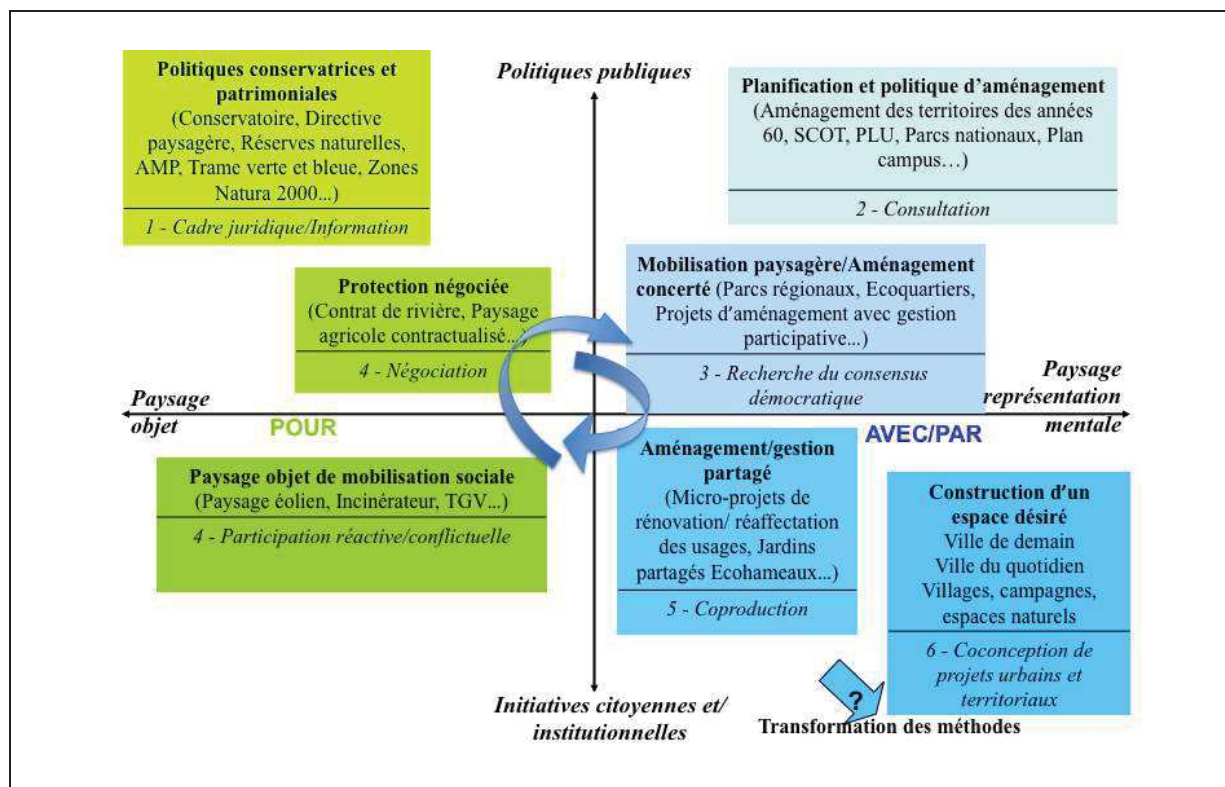 Politiques conservatrices et
patrimoniales
(Conservatoire, Directive
paysagère, Réserves naturelles,
AMP, Trame verte et bleue, Zones
Natura 2000...)
1 - Cadre juridique/Information
Politiques publiques
Planification et politique d'aménagement
(Aménagement des territoires des années
60, SCOT, PLU, Parcs nationaux, Plan
campus…)
2 - Consultation
Protection négociée
(Contrat de rivière, Paysage
agricole contractualisé...)
4 - Négociation
Mobilisation paysagère/Aménagement
concerté (Parcs régionaux, Ecoquartiers,
Projets d'aménagement avec gestion
participative...)
3 - Recherche du consensus
démocratique
Paysage
objet
POUR
Paysage
représentation
mentale
AVEC/PAR
Paysage objet de mobilisation sociale
(Paysage éolien, Incinérateur, TGV...)
4 - Participation réactive/conflictuelle
Aménagement/gestion
partagé
(Micro-projets de
rénovation/ réaffectation
des usages, Jardins
partagés Ecohameaux...)
5 - Coproduction
Construction d'un
espace désiré
Ville de demain
Ville du quotidien
Villages, campagnes,
espaces naturels
6 - Coconception de
projets urbains et
territoriaux
Initiatives citoyennes et/
institutionnelles
?
Transformation des méthodes